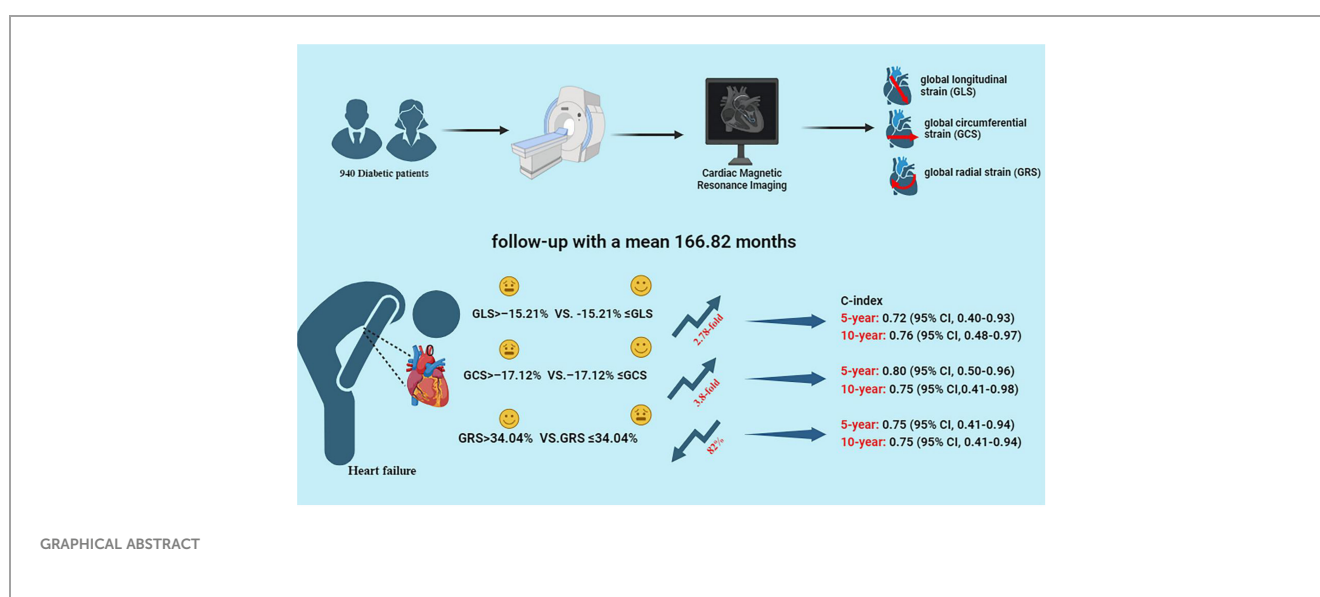 940 Diabetic patients
Cardiac Magnetic
Resonance Imaging
global longitudinal
strain (GLS)
global circumferential
strain (GCS)
global radial strain (GRS)
follow-up with a mean 166.82 months
Heart failure
GLS>−15.21% VS. -15.21% ≤GLS
2.78-fold
C-index
5-year: 0.72 (95% CI, 0.40-0.93)
10-year: 0.76 (95% CI, 0.48-0.97)
GCS>−17.12% VS.−17.12% ≤GCS
3.8-fold
5-year: 0.80 (95% CI, 0.50-0.96)
10-year: 0.75 (95% CI,0.41-0.98)
GRS>34.04% VS.GRS ≤34.04%
82%
5-year: 0.75 (95% CI, 0.41-0.94)
10-year: 0.75 (95% CI, 0.41-0.94)
GRAPHICAL ABSTRACT